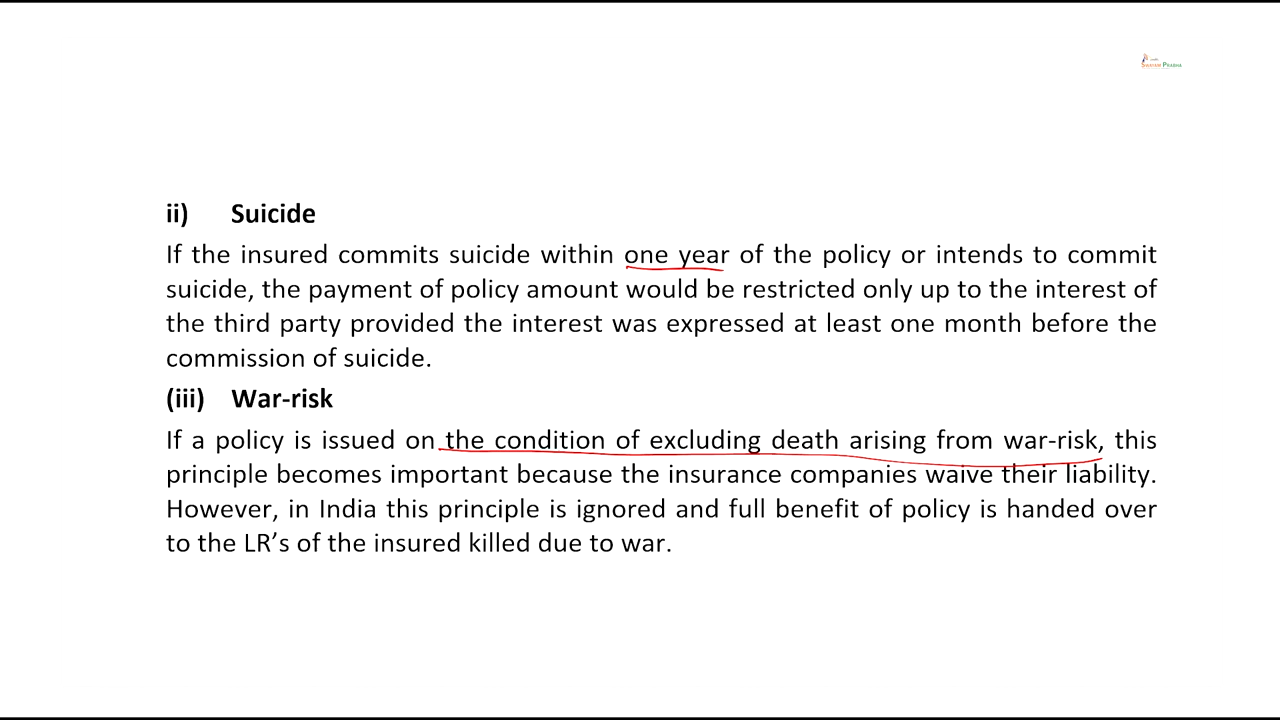 SWAYAM PRABHA
ii) Suicide
If the insured commits suicide within one year of the policy or intends to commit
suicide, the payment of policy amount would be restricted only up to the interest of
the third party provided the interest was expressed at least one month before the
commission of suicide.
(iii) War-risk
If a policy is issued on the condition of excluding death arising from war-risk, this
principle becomes important because the insurance companies waive their liability.
However, in India this principle is ignored and full benefit of policy is handed over
to the LR’s of the insured killed due to war.